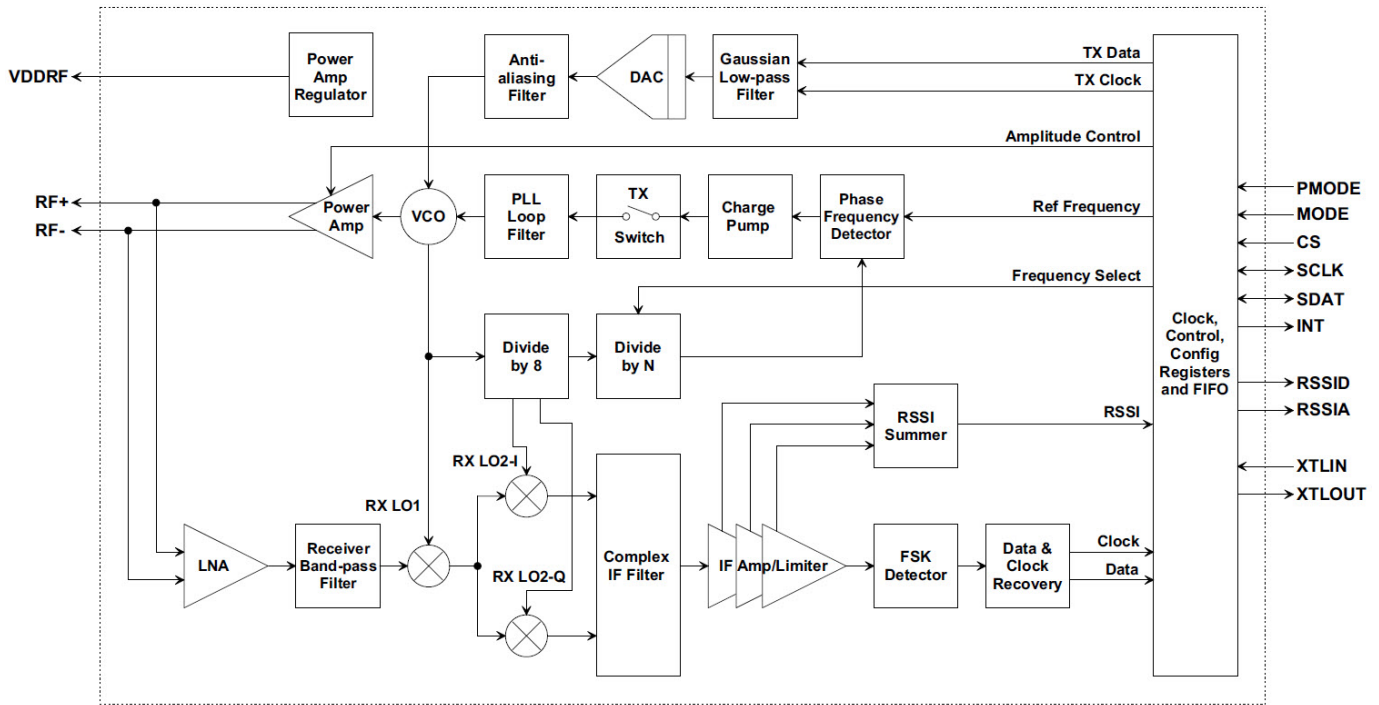 VDDRF
Power
Amp
Regulator
Anti-
aliasing
Filter
DAC
Gaussian
Low-pass
Filter
TX Data
TX Clock
Amplitude Control
RF+
RF-
Power
Amp
VCO
PLL
Loop
Filter
TX
Switch
Charge
Pump
Phase
Frequency
Detector
Ref Frequency
Frequency Select
Divide
by 8
Divide
by N
Clock,
Control,
Config
Registers
and FIFO
PMODE
MODE
CS
SCLK
SDAT
INT
RSSID
RSSIA
XTLIN
XTLOUT
RSSI
Summer
RSSI
RX LO2-I
RX LO1
RX LO2-Q
LNA
Receiver
Band-pass
Filter
Complex
IF Filter
IF Amp/Limiter
FSK
Detector
Data &
Clock
Recovery
Clock
Data